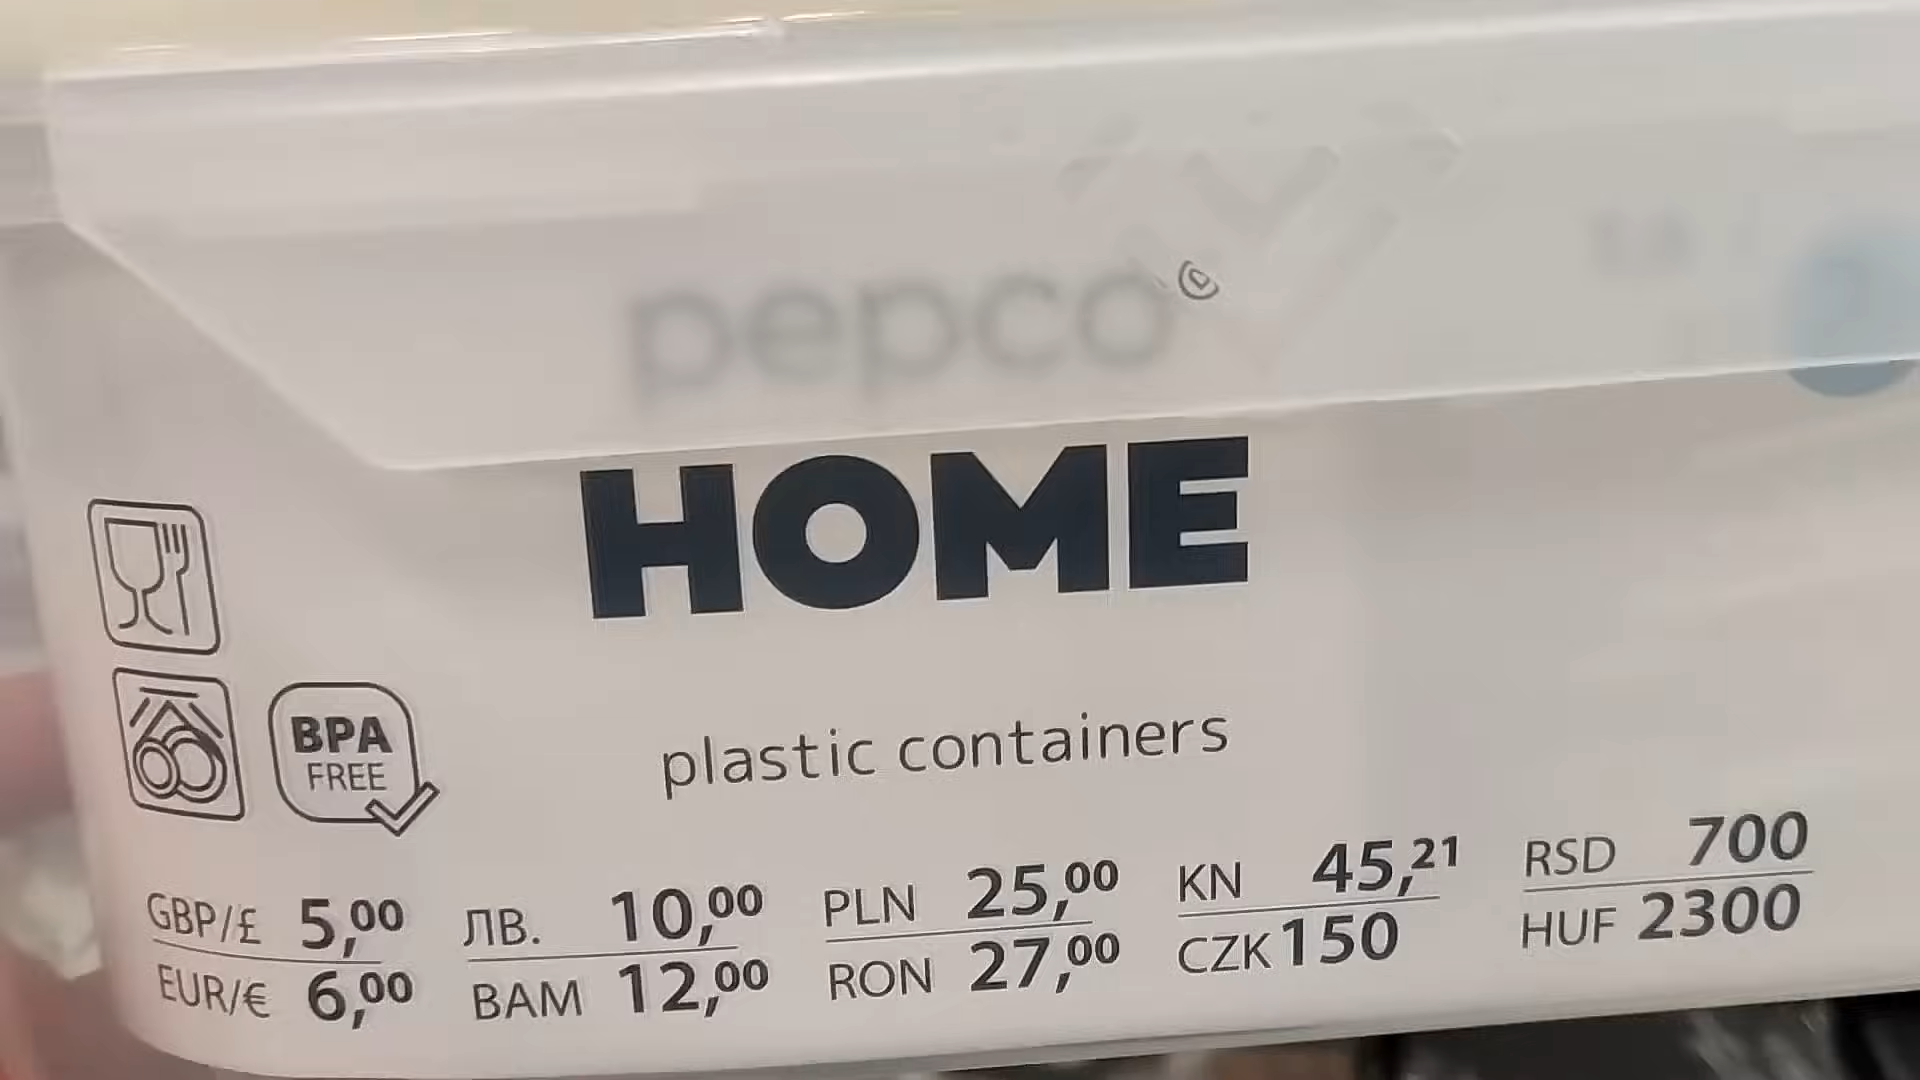 pepco
HOME
BPA
FREE
plastic containers
GBP/£ 5,00 ЛВ. 10,00 PLN 25,00 KN 45,21 RSD 700
EUR/€ 6,00 BAM 12,00 RON 27,00 CZK 150 HUF 2300